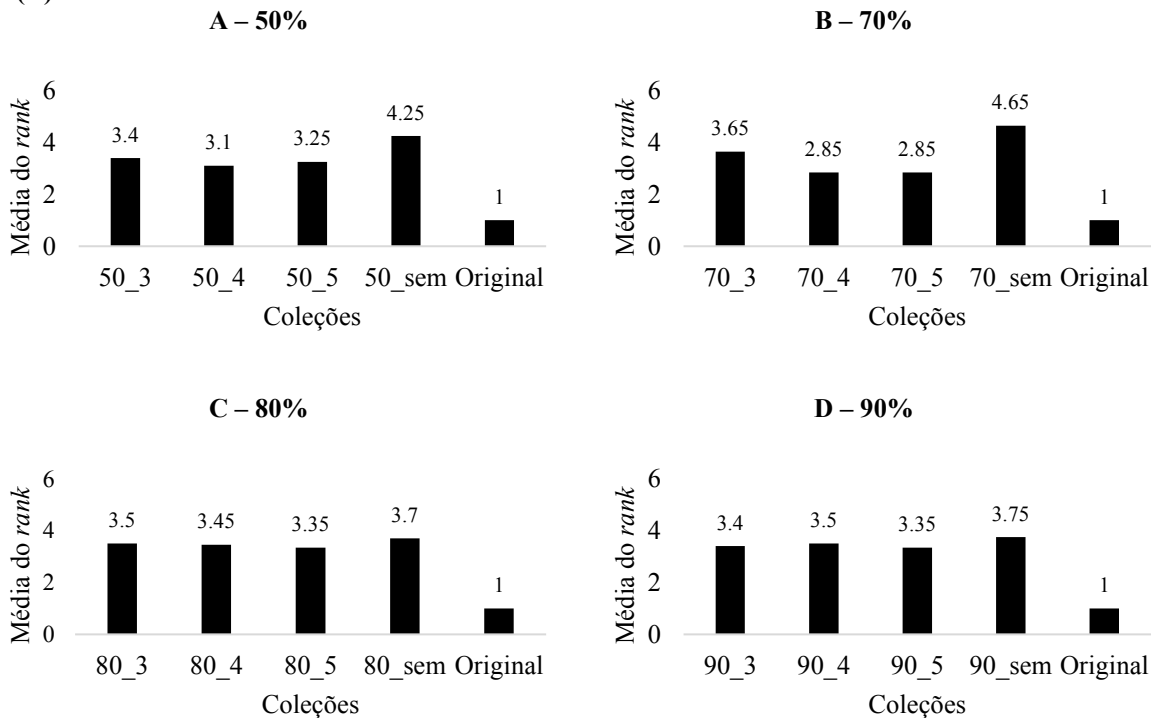 A – 50%
Média do rank
6
4
2
0
3.4
3.1
3.25
4.25
1
50_3 50_4 50_5 50_sem Original
Coleções
B – 70%
Média do rank
6
4
2
0
3.65
2.85
2.85
4.65
1
70_3 70_4 70_5 70_sem Original
Coleções
C – 80%
Média do rank
6
4
2
0
3.5
3.45
3.35
3.7
1
80_3 80_4 80_5 80_sem Original
Coleções
D – 90%
Média do rank
6
4
2
0
3.4
3.5
3.35
3.75
1
90_3 90_4 90_5 90_sem Original
Coleções